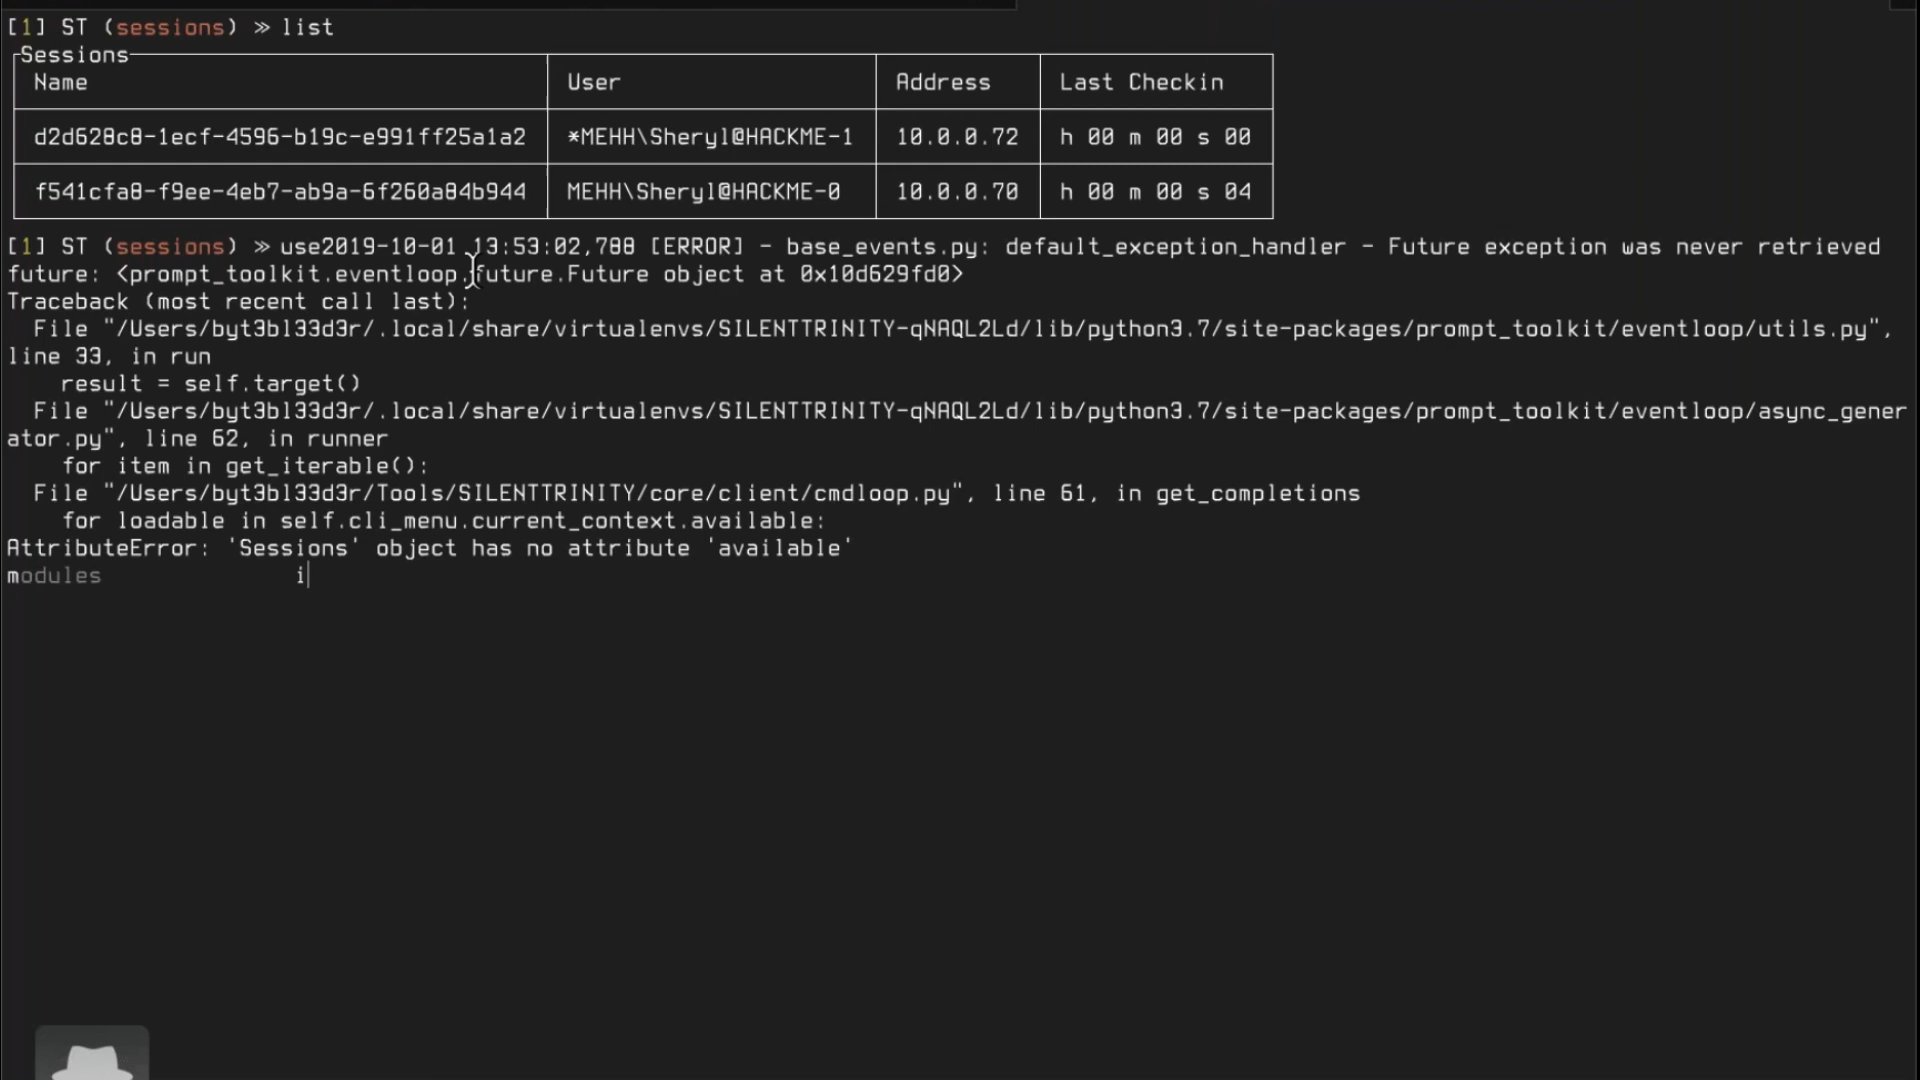 [1] ST (sessions) ≫ list
Sessions
Name User Address Last Checkin
d2d628c8-1ecf-4596-b19c-e991ff25a1a2 *MEHH\Sheryl@HACKME-1 10.0.0.72 h 00 m 00 s 00
f541cfa8-f9ee-4eb7-ab9a-6f260a84b944 MEHH\Sheryl@HACKME-0 10.0.0.70 h 00 m 00 s 04
[1] ST (sessions) ≫ use2019-10-01 13:53:02,788 [ERROR] - base_events.py: default_exception_handler - Future exception was never retrieved
future: <prompt_toolkit.eventloop.future.Future object at 0x10d629fd0>
Traceback (most recent call last):
File "/Users/byt3bl33d3r/.local/share/virtualenvs/SILENTTRINITY-qNAQL2Ld/lib/python3.7/site-packages/prompt_toolkit/eventloop/utils.py",
line 33, in run
result = self.target()
File "/Users/byt3bl33d3r/.local/share/virtualenvs/SILENTTRINITY-qNAQL2Ld/lib/python3.7/site-packages/prompt_toolkit/eventloop/async_gener
ator.py", line 62, in runner
for item in get_iterable():
File "/Users/byt3bl33d3r/Tools/SILENTTRINITY/core/client/cmdloop.py", line 61, in get_completions
for loadable in self.cli_menu.current_context.available:
AttributeError: 'Sessions' object has no attribute 'available'
modules i